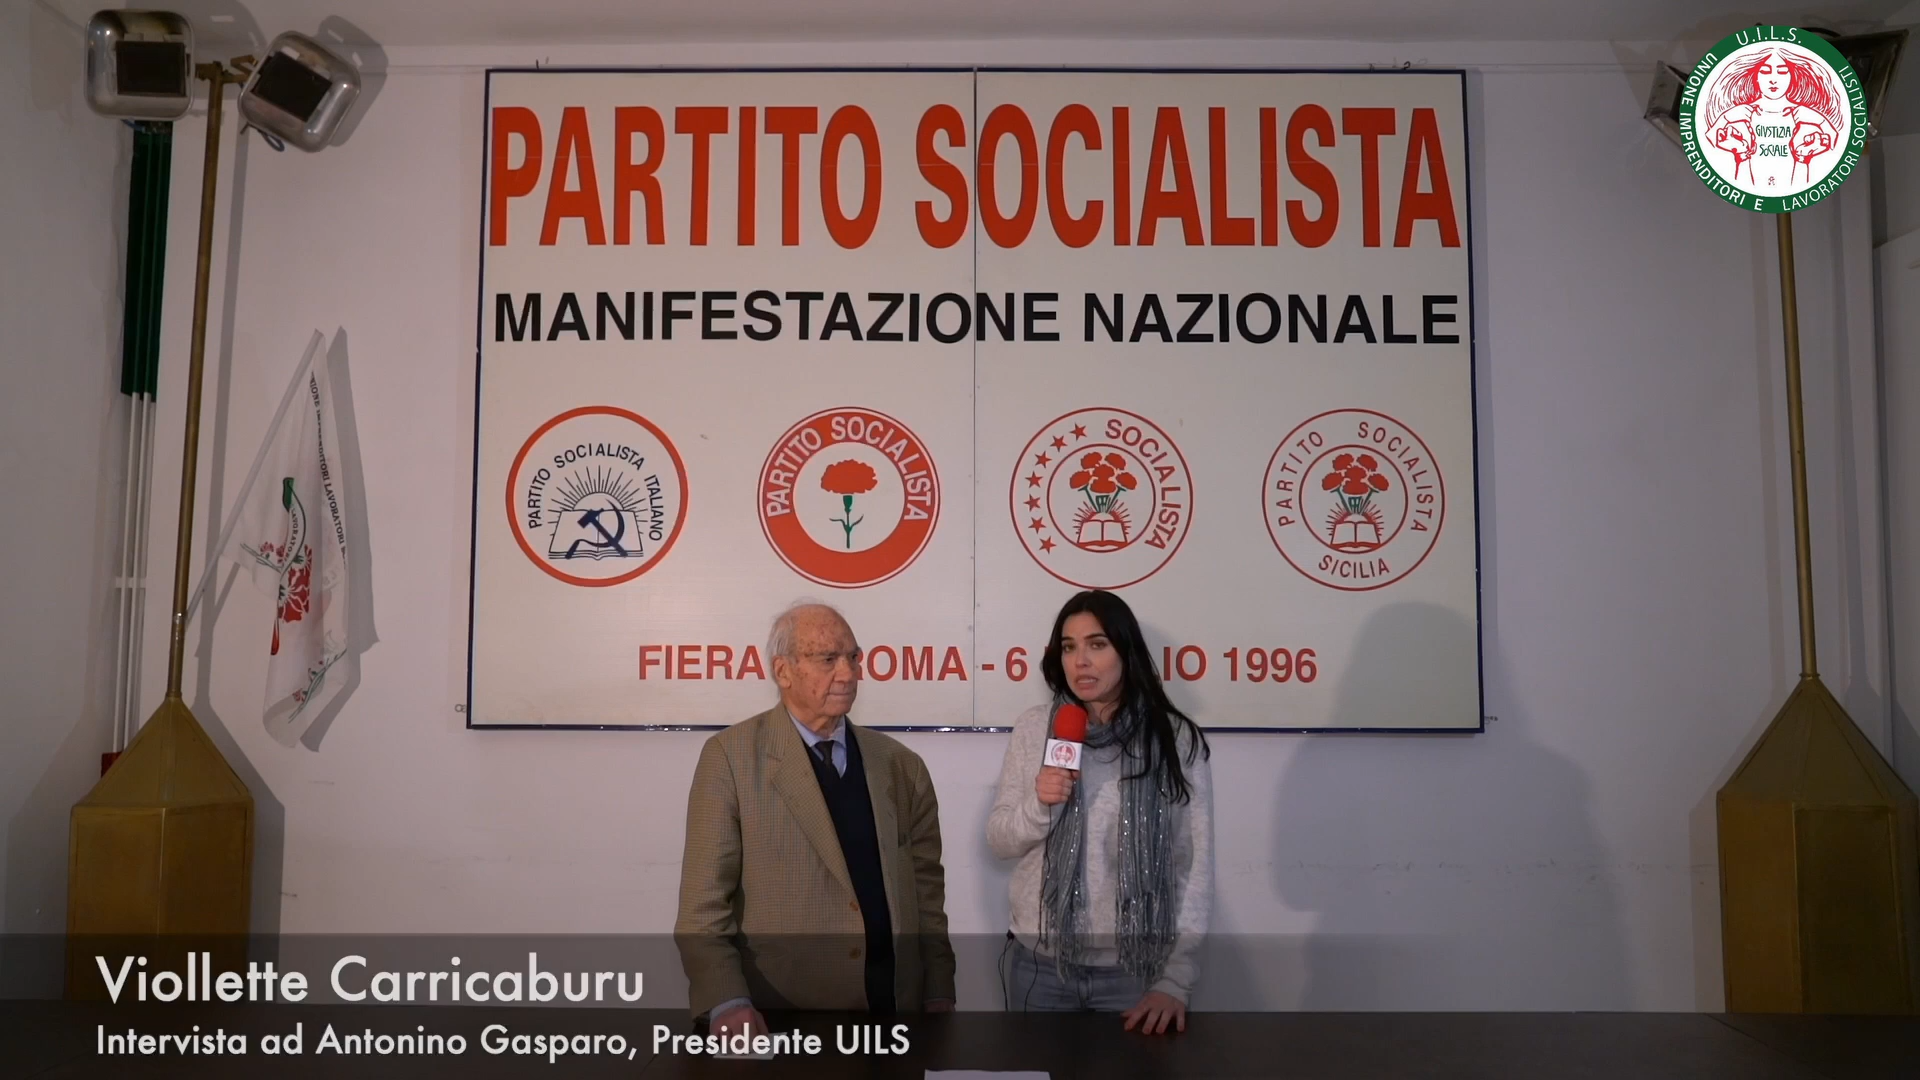 U.I.L.S.
UNIONE IMPRENDITORI E LAVORATORI SOCIALISTI
GIUSTIZIA
SOCIALE
PARTITO SOCIALISTA
MANIFESTAZIONE NAZIONALE
PARTITO SOCIALISTA ITALIANO
PARTITO SOCIALISTA
SOCIALISTA
PARTITO SOCIALISTA
SICILIA
FIERA ROMA - 6 IO 1996
Viollette Carricaburu
Intervista ad Antonino Gasparo, Presidente UILS